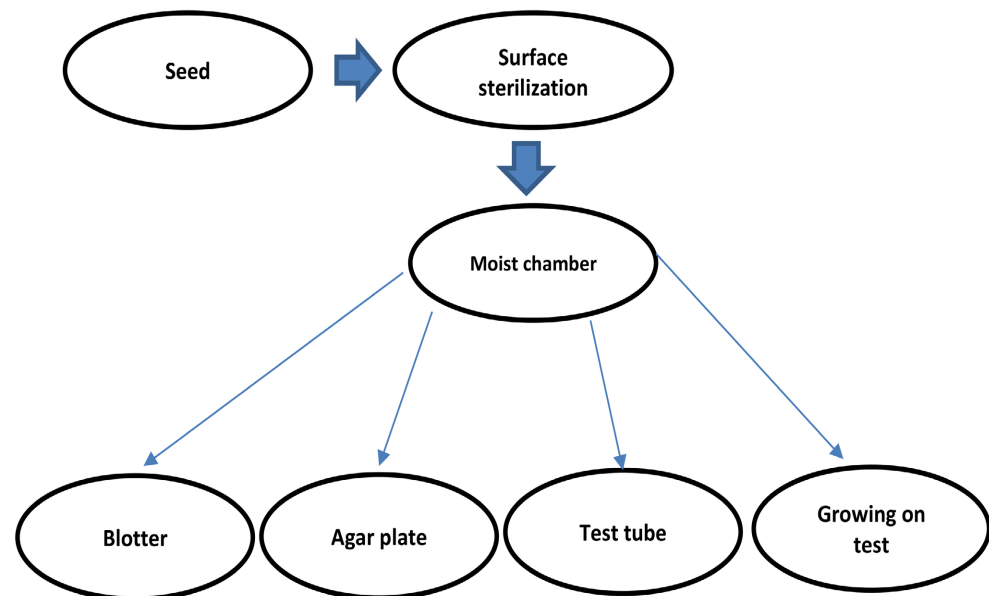 Seed
Surface
sterilization
Moist chamber
Blotter
Agar plate
Test tube
Growing on
test